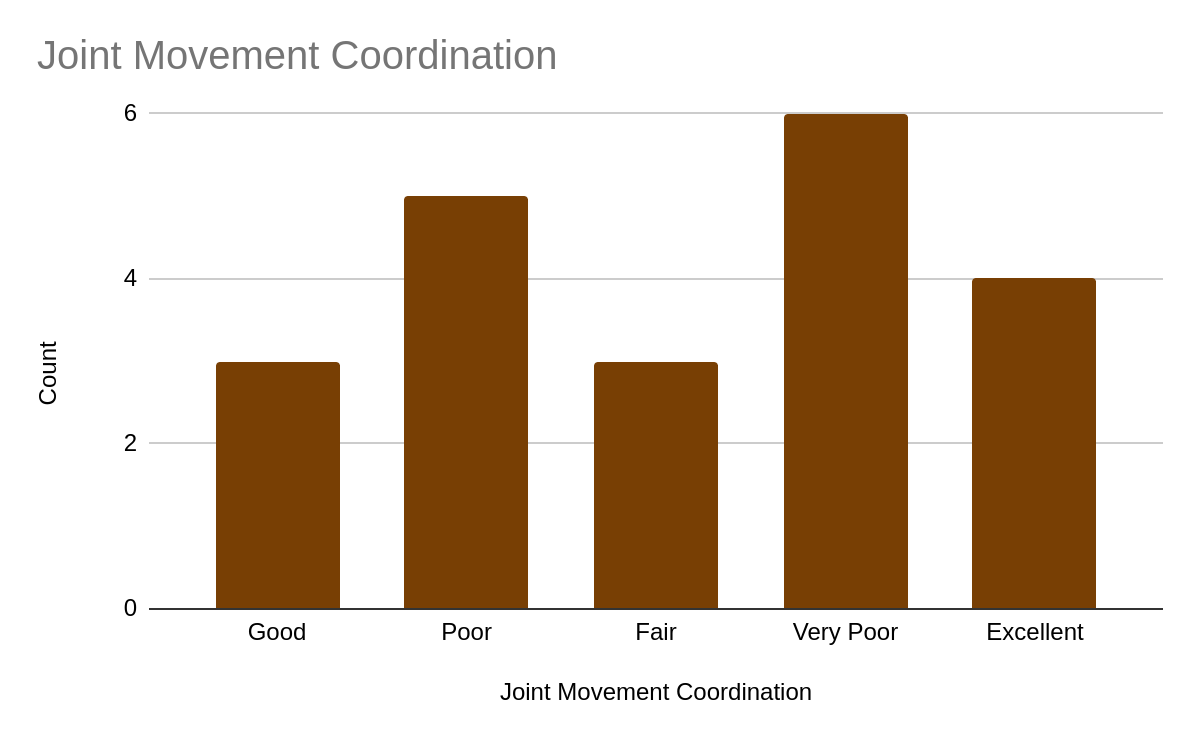 Joint Movement Coordination
6
4
2
0
Count
Good Poor Fair Very Poor Excellent
Joint Movement Coordination